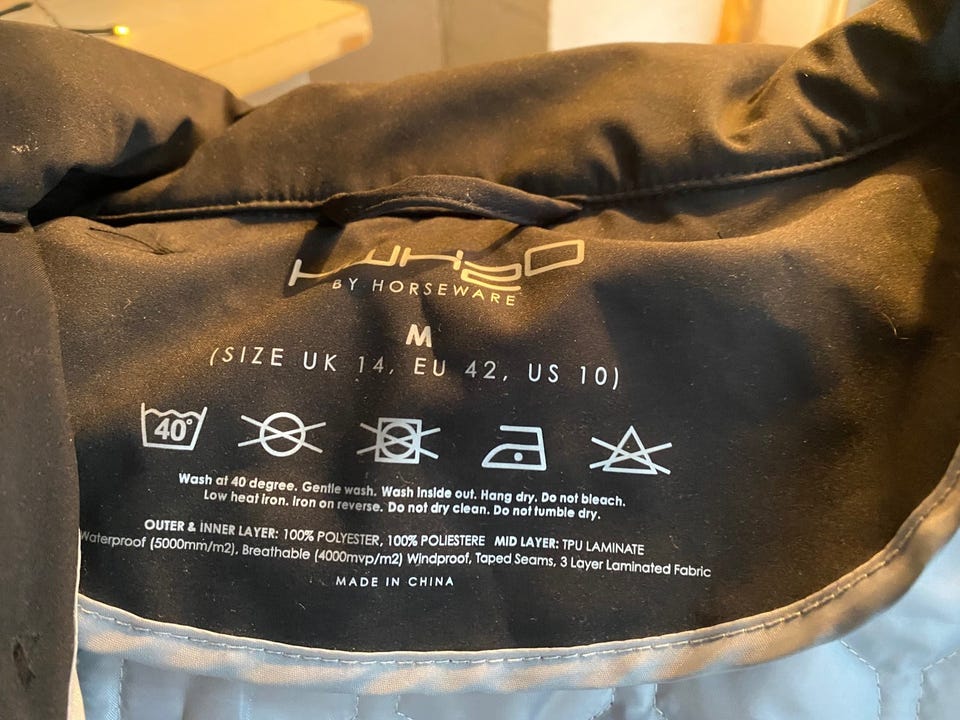 HWH2O
BY HORSEWARE
M
(SIZE UK 14, EU 42, US 10)
40°
Wash at 40 degree. Gentle wash. Wash inside out. Hang dry. Do not bleach.
Low heat iron. Iron on reverse. Do not dry clean. Do not tumble dry.
OUTER & INNER LAYER: 100% POLYESTER, 100% POLIESTERE MID LAYER: TPU LAMINATE
Waterproof (5000mm/m2), Breathable (4000mvp/m2) Windproof, Taped Seams, 3 Layer Laminated Fabric
MADE IN CHINA